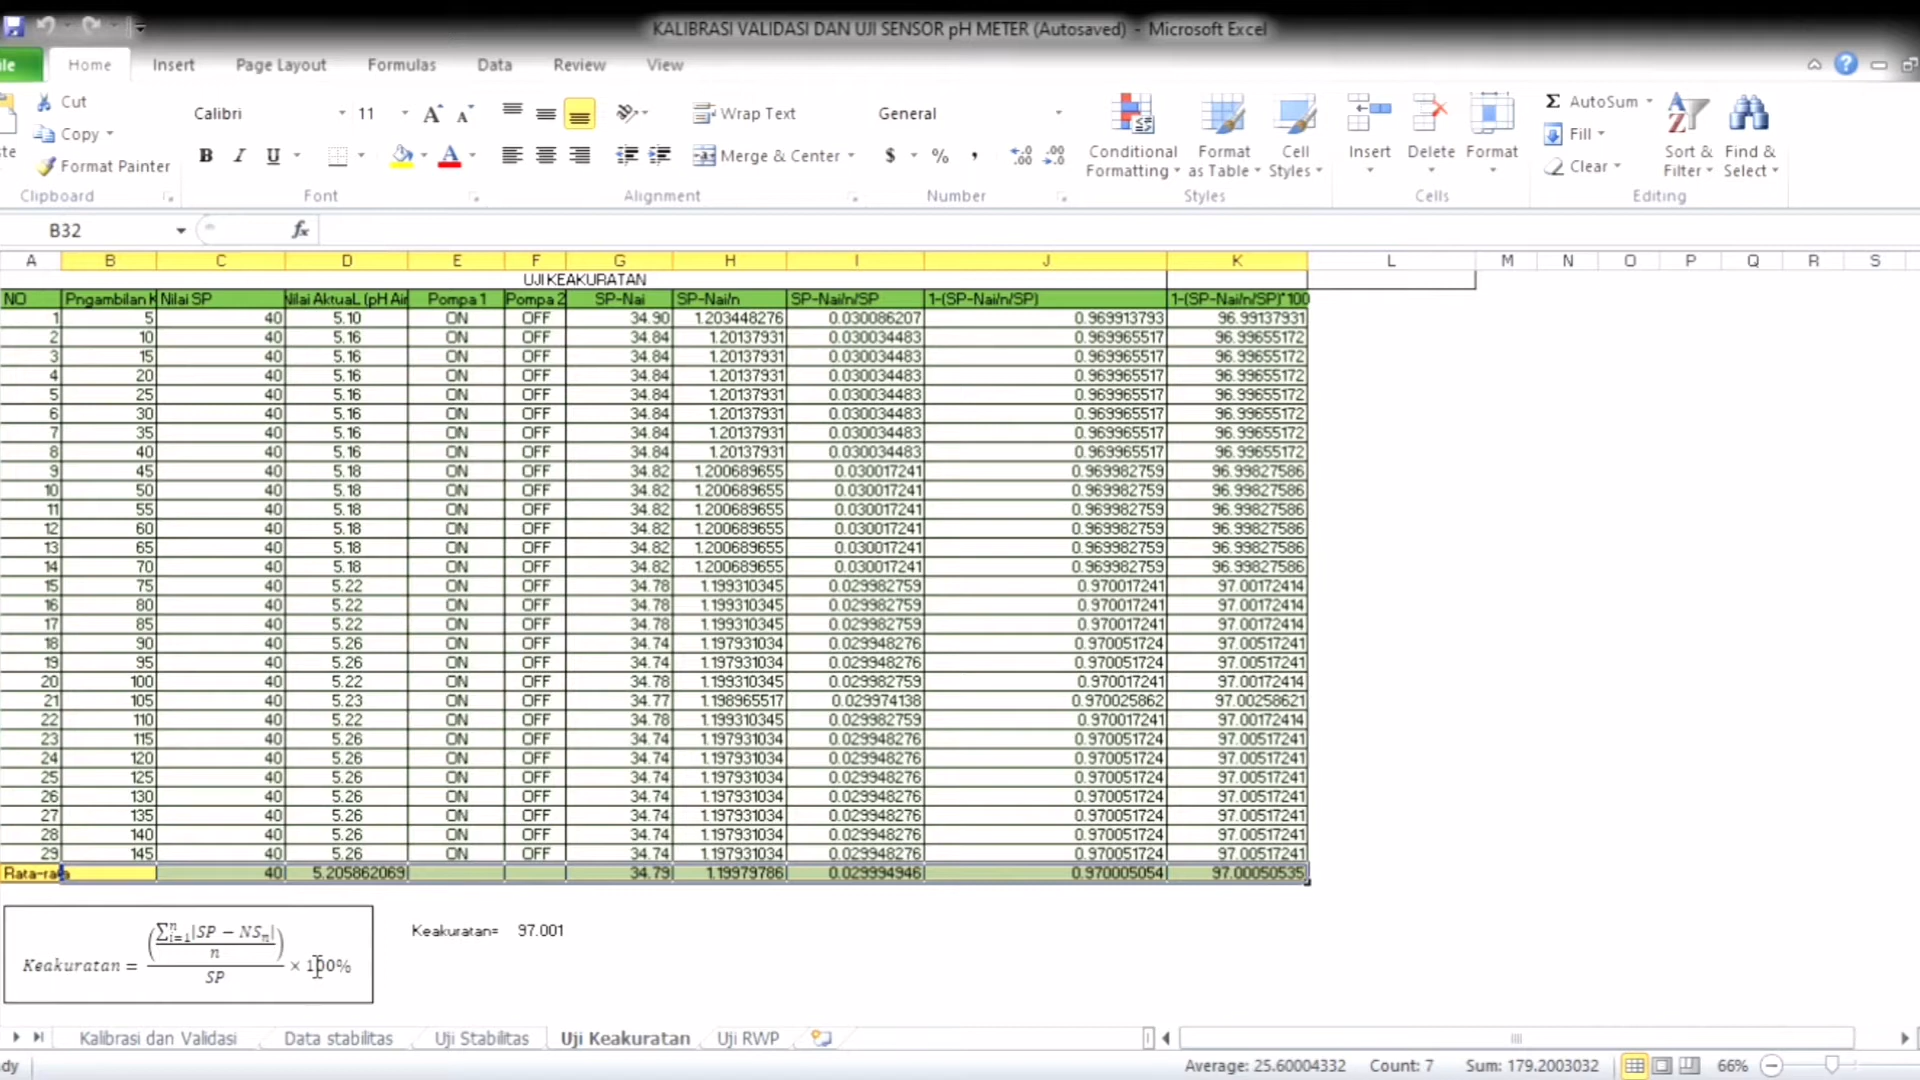 KALIBRASI VALIDASI DAN UJI SENSOR pH METER (Autosaved) - Microsoft Excel
Home Insert Page Layout Formulas Data Review View
Cut
Copy
Format Painter
Clipboard
Calibri 11
B I U
Font
Wrap Text
Merge & Center
Alignment
General
$ % ,
Number
Conditional Formatting
Format as Table
Cell Styles
Styles
Insert Delete Format
Cells
Σ AutoSum
Fill
Clear
Sort & Filter
Find & Select
Editing
B32 fx
A B C D E F G H I J K L M N O P Q R S
UJI KEAKURATAN
NO Pngambilan K Nilai SP Nilai AktuaL (pH Air Pompa 1 Pompa 2 SP-Nai SP-Nai/n SP-Nai/n/SP 1-(SP-Nai/n/SP) 1-(SP-Nai/n/SP)*100
1 5 40 5.10 ON OFF 34.90 1.203448276 0.030086207 0.969913793 96.99137931
2 10 40 5.16 ON OFF 34.84 1.20137931 0.030034483 0.969965517 96.99655172
3 15 40 5.16 ON OFF 34.84 1.20137931 0.030034483 0.969965517 96.99655172
4 20 40 5.16 ON OFF 34.84 1.20137931 0.030034483 0.969965517 96.99655172
5 25 40 5.16 ON OFF 34.84 1.20137931 0.030034483 0.969965517 96.99655172
6 30 40 5.16 ON OFF 34.84 1.20137931 0.030034483 0.969965517 96.99655172
7 35 40 5.16 ON OFF 34.84 1.20137931 0.030034483 0.969965517 96.99655172
8 40 40 5.16 ON OFF 34.84 1.20137931 0.030034483 0.969965517 96.99655172
9 45 40 5.18 ON OFF 34.82 1.200689655 0.030017241 0.969982759 96.99827586
10 50 40 5.18 ON OFF 34.82 1.200689655 0.030017241 0.969982759 96.99827586
11 55 40 5.18 ON OFF 34.82 1.200689655 0.030017241 0.969982759 96.99827586
12 60 40 5.18 ON OFF 34.82 1.200689655 0.030017241 0.969982759 96.99827586
13 65 40 5.18 ON OFF 34.82 1.200689655 0.030017241 0.969982759 96.99827586
14 70 40 5.18 ON OFF 34.82 1.200689655 0.030017241 0.969982759 96.99827586
15 75 40 5.22 ON OFF 34.78 1.199310345 0.029982759 0.970017241 97.00172414
16 80 40 5.22 ON OFF 34.78 1.199310345 0.029982759 0.970017241 97.00172414
17 85 40 5.22 ON OFF 34.78 1.199310345 0.029982759 0.970017241 97.00172414
18 90 40 5.26 ON OFF 34.74 1.197931034 0.029948276 0.970051724 97.00517241
19 95 40 5.26 ON OFF 34.74 1.197931034 0.029948276 0.970051724 97.00517241
20 100 40 5.22 ON OFF 34.78 1.199310345 0.029982759 0.970017241 97.00172414
21 105 40 5.23 ON OFF 34.77 1.198965517 0.029974138 0.970025862 97.00258621
22 110 40 5.22 ON OFF 34.78 1.199310345 0.029982759 0.970017241 97.00172414
23 115 40 5.26 ON OFF 34.74 1.197931034 0.029948276 0.970051724 97.00517241
24 120 40 5.26 ON OFF 34.74 1.197931034 0.029948276 0.970051724 97.00517241
25 125 40 5.26 ON OFF 34.74 1.197931034 0.029948276 0.970051724 97.00517241
26 130 40 5.26 ON OFF 34.74 1.197931034 0.029948276 0.970051724 97.00517241
27 135 40 5.26 ON OFF 34.74 1.197931034 0.029948276 0.970051724 97.00517241
28 140 40 5.26 ON OFF 34.74 1.197931034 0.029948276 0.970051724 97.00517241
29 145 40 5.26 ON OFF 34.74 1.197931034 0.029948276 0.970051724 97.00517241
Rata-rata 40 5.205862069 34.79 1.19979786 0.029994946 0.970005054 97.00050535
Keakuratan = (∑ⁿᵢ₌₁|SP − NSₙ| / n) / SP × 100%
Keakuratan= 97.001
Kalibrasi dan Validasi Data stabilitas Uji Stabilitas Uji Keakuratan Uji RWP
Average: 25.60004332 Count: 7 Sum: 179.2003032 66%